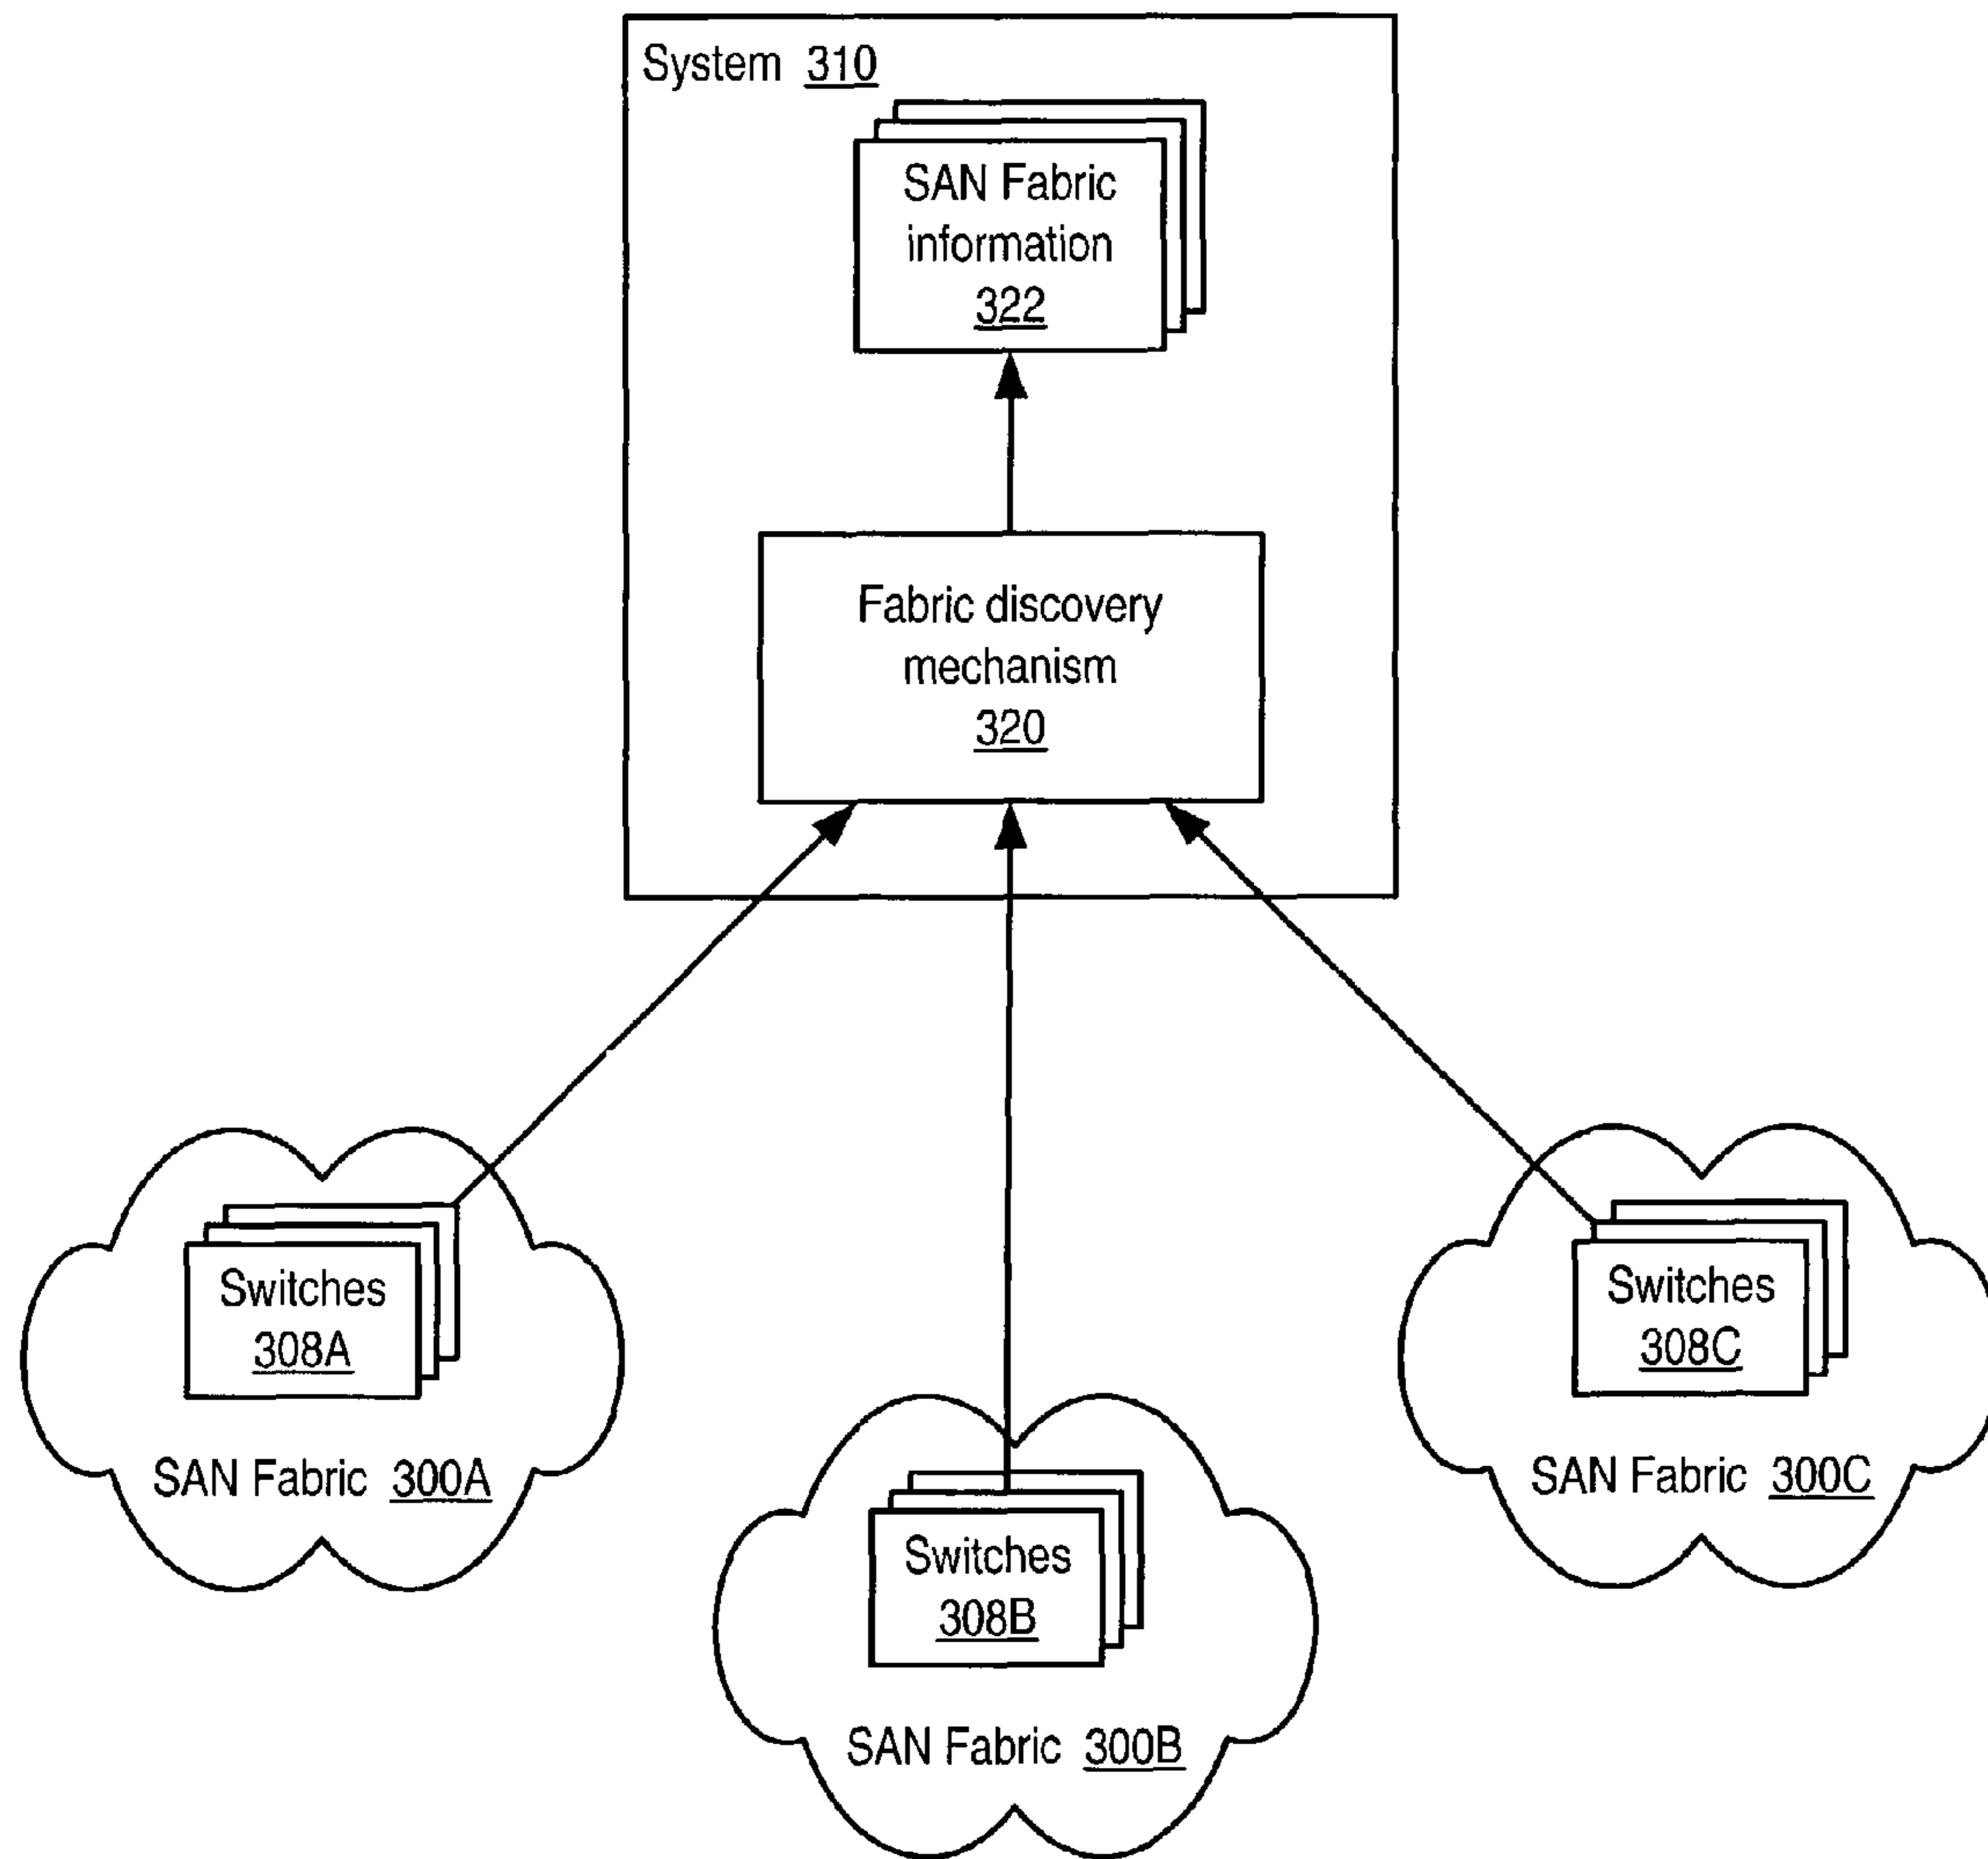 System 310
SAN Fabric
information
322
Fabric discovery
mechanism
320
Switches
308A
SAN Fabric 300A
Switches
308B
SAN Fabric 300B
Switches
308C
SAN Fabric 300C